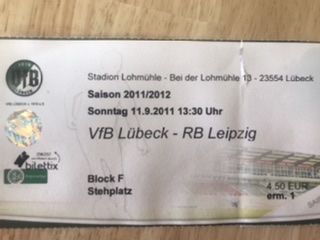 VfB
Stadion Lohmühle - Bei der Lohmühle 13 - 23554 Lübeck
Saison 2011/2012
Sonntag 11.9.2011 13:30 Uhr
VfB Lübeck - RB Leipzig
bilettix
Block F
Stehplatz
4.50 EUR
erm. 1